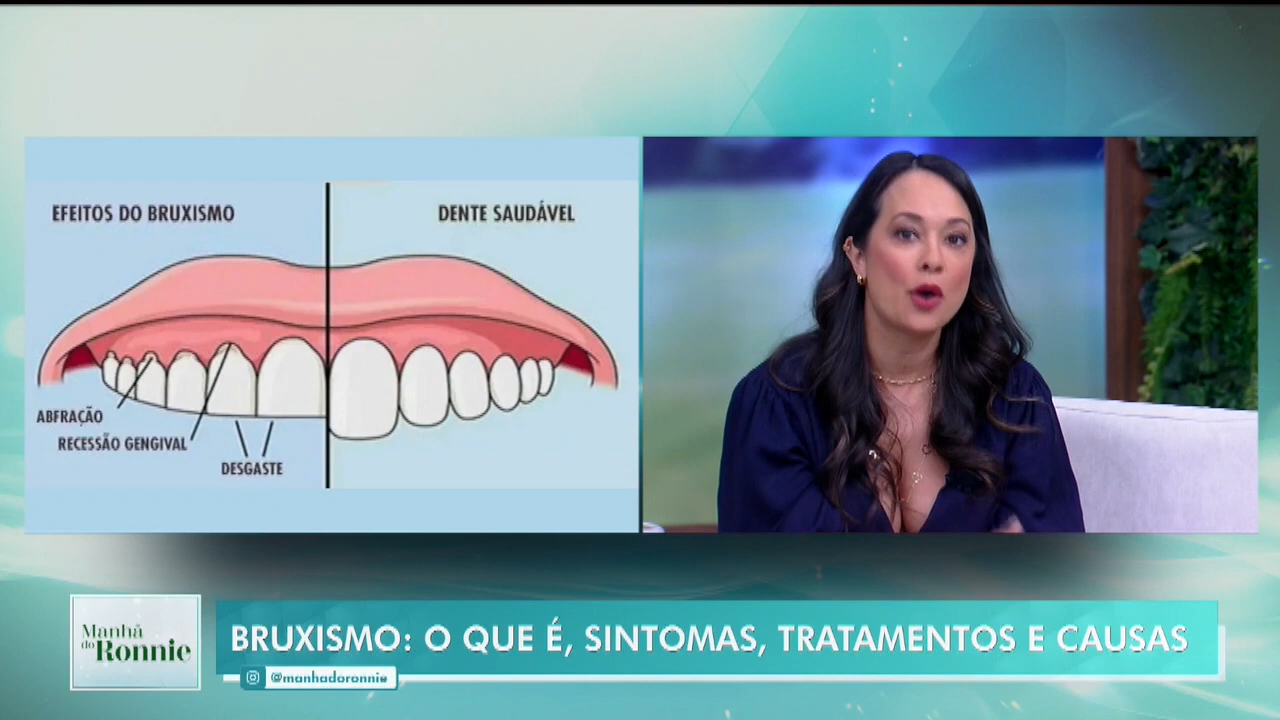 EFEITOS DO BRUXISMO
DENTE SAUDÁVEL
ABFRAÇÃO
RECESSÃO GENGIVAL
DESGASTE
Manhã
do Ronnie
BRUXISMO: O QUE É, SINTOMAS, TRATAMENTOS E CAUSAS
@manhadoronnie